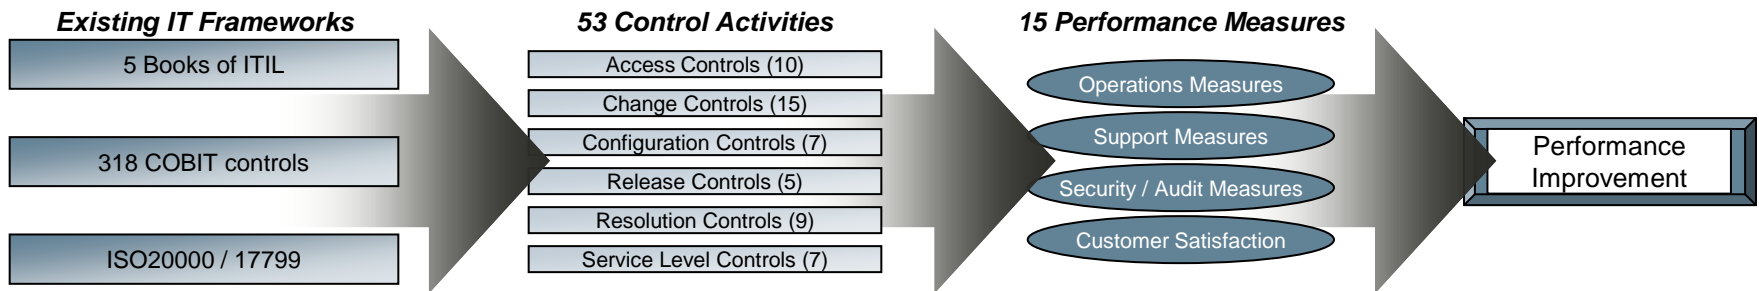 Existing IT Frameworks
5 Books of ITIL
318 COBIT controls
ISO20000 / 17799
53 Control Activities
Access Controls (10)
Change Controls (15)
Configuration Controls (7)
Release Controls (5)
Resolution Controls (9)
Service Level Controls (7)
15 Performance Measures
Operations Measures
Support Measures
Security / Audit Measures
Customer Satisfaction
Performance
Improvement